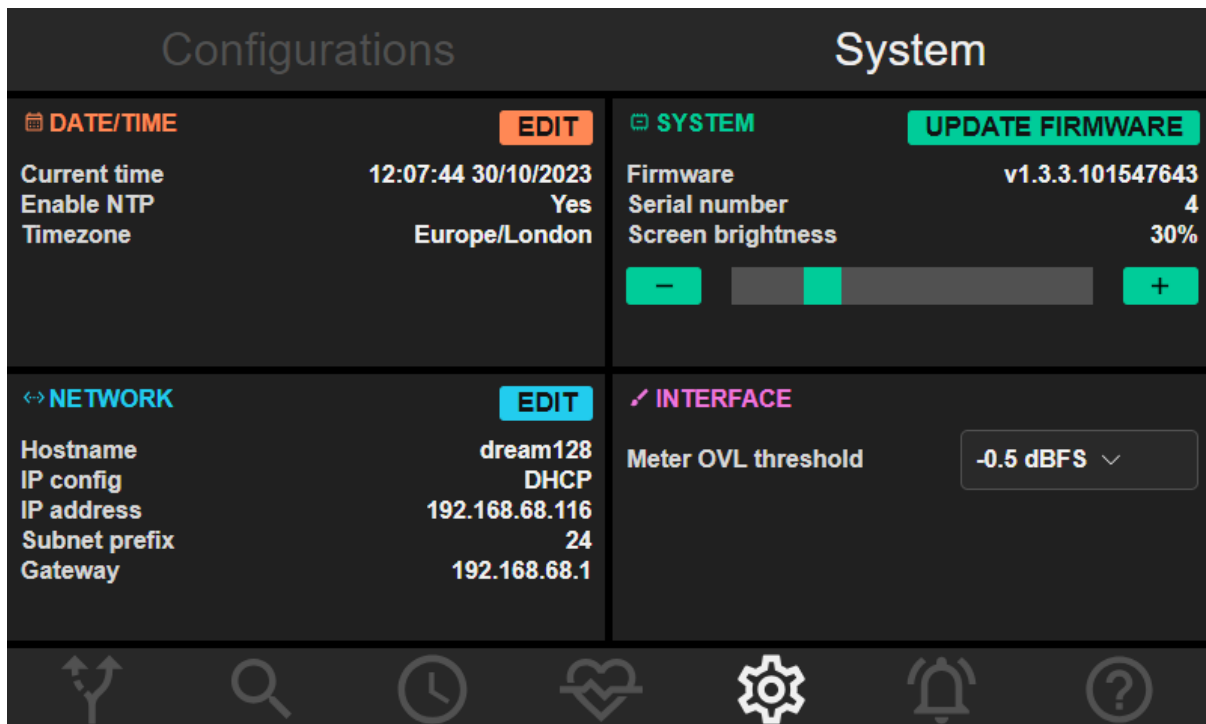 Configurations
System
DATE/TIME
EDIT
Current time 12:07:44 30/10/2023
Enable NTP Yes
Timezone Europe/London
SYSTEM
UPDATE FIRMWARE
Firmware v1.3.3.101547643
Serial number 4
Screen brightness 30%
− +
NETWORK
EDIT
Hostname dream128
IP config DHCP
IP address 192.168.68.116
Subnet prefix 24
Gateway 192.168.68.1
INTERFACE
Meter OVL threshold -0.5 dBFS